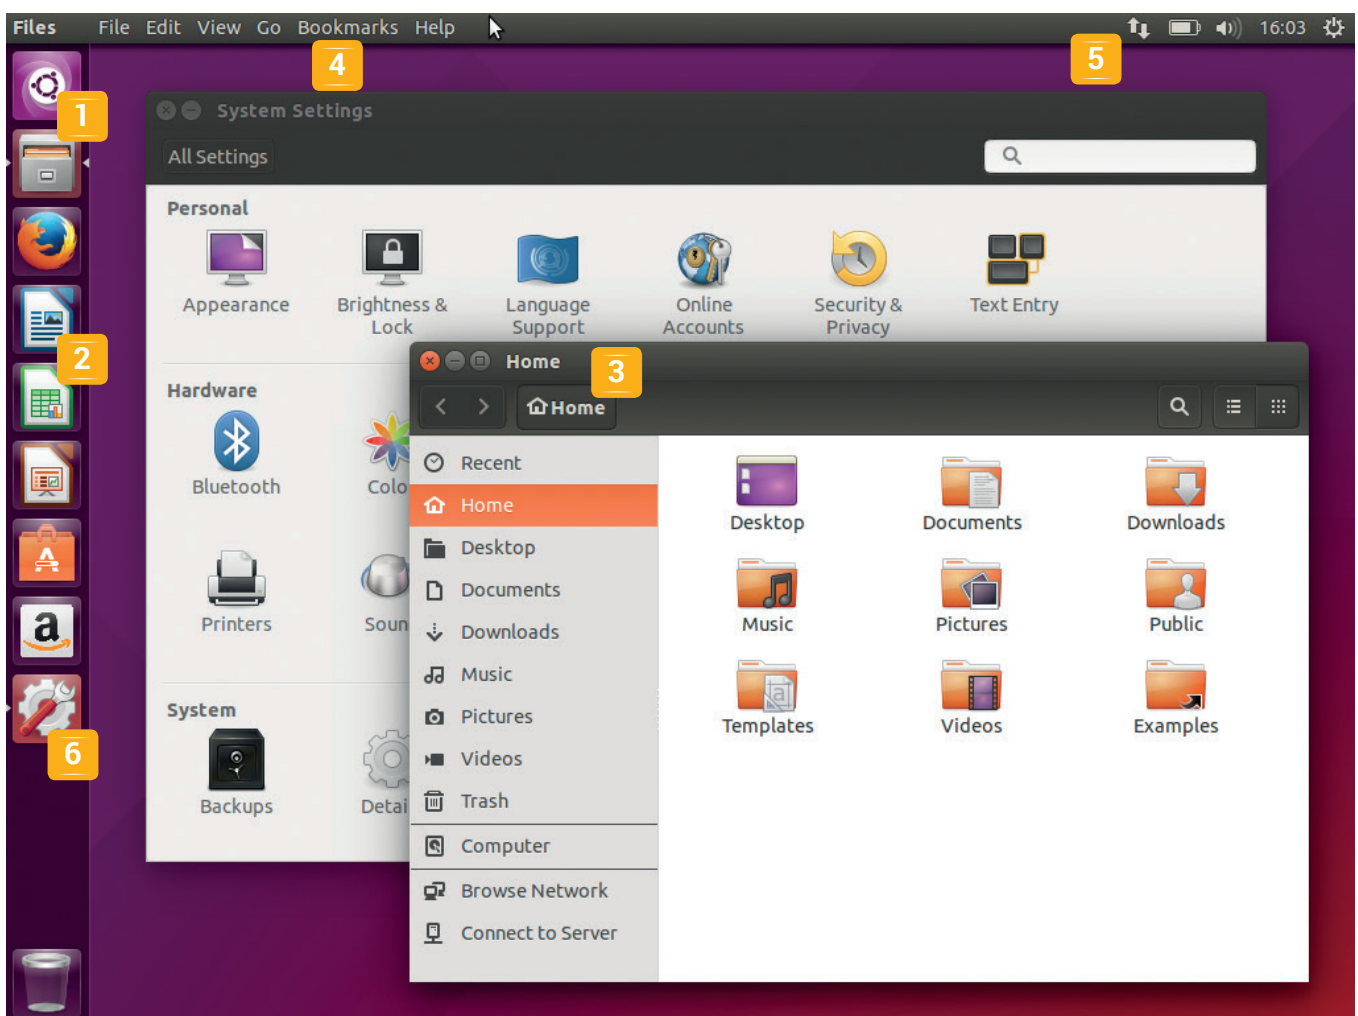 Files File Edit View Go Bookmarks Help 16:03
4
5
1
System Settings
All Settings
Personal
Appearance
Brightness & Lock
Language Support
Online Accounts
Security & Privacy
Text Entry
2
Home
3
Hardware
Home
Bluetooth
Colo
Printers
Soun
System
Backups
Detai
Recent
Home
Desktop
Documents
Downloads
Music
Pictures
Videos
Trash
Computer
Browse Network
Connect to Server
Desktop
Documents
Downloads
Music
Pictures
Public
Templates
Videos
Examples
A
a
6